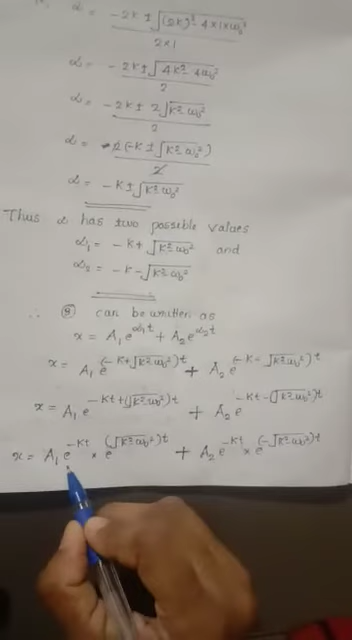 α = -2K ± √(2K)² - 4×1×ω₀² / 2×1
α = -2K ± √4K² - 4ω₀² / 2
α = -2K ± 2√K² - ω₀² / 2
α = 2(-K ± √K² - ω₀²) / 2
α = -K ± √K² - ω₀²
Thus α has two possible values
α₁ = -K + √K² - ω₀² and
α₂ = -K - √K² - ω₀²
∴ ⑧ can be written as
x = A₁e^α₁t + A₂e^α₂t
x = A₁e^(-K+√K²-ω₀²)t + A₂e^(-K-√K²-ω₀²)t
x = A₁e^-Kt+(√K²-ω₀²)t + A₂e^-Kt-(√K²-ω₀²)t
x = A₁e^-Kt × e^(√K²-ω₀²)t + A₂e^-Kt × e^(-√K²-ω₀²)t